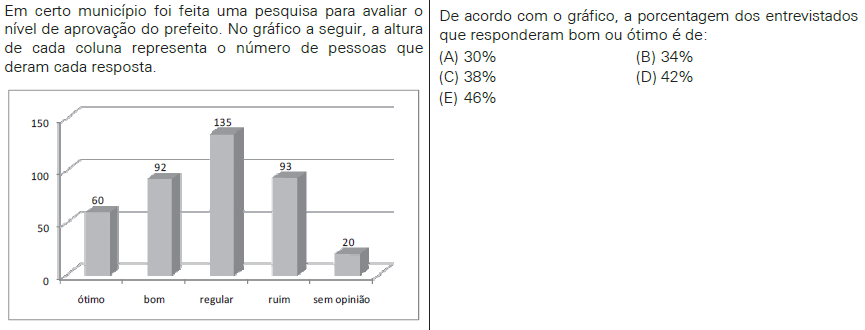 Em certo município foi feita uma pesquisa para avaliar o
nível de aprovação do prefeito. No gráfico a seguir, a altura
de cada coluna representa o número de pessoas que
deram cada resposta.
150
100
50
0
60
92
135
93
20
ótimo bom regular ruim sem opinião
De acordo com o gráfico, a porcentagem dos entrevistados
que responderam bom ou ótimo é de:
(A) 30% (B) 34%
(C) 38% (D) 42%
(E) 46%